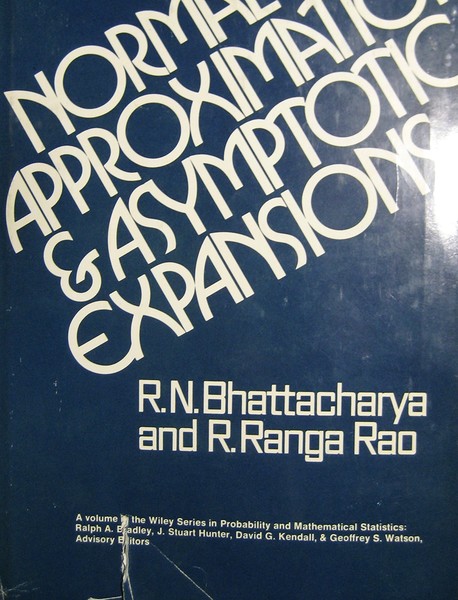 NORMAL
APPROXIMATION
& ASYMPTOTIC
EXPANSIONS
R.N.Bhattacharya
and R.Ranga Rao
A volume in the Wiley Series in Probability and Mathematical Statistics:
Ralph A. Bradley, J. Stuart Hunter, David G. Kendall, & Geoffrey S. Watson,
Advisory Editors